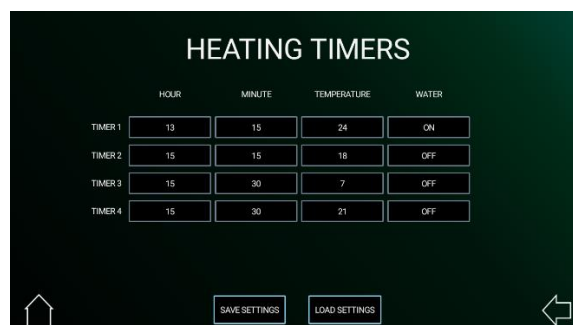 HEATING TIMERS
HOUR MINUTE TEMPERATURE WATER
TIMER 1 13 15 24 ON
TIMER 2 15 15 18 OFF
TIMER 3 15 30 7 OFF
TIMER 4 15 30 21 OFF
SAVE SETTINGS LOAD SETTINGS